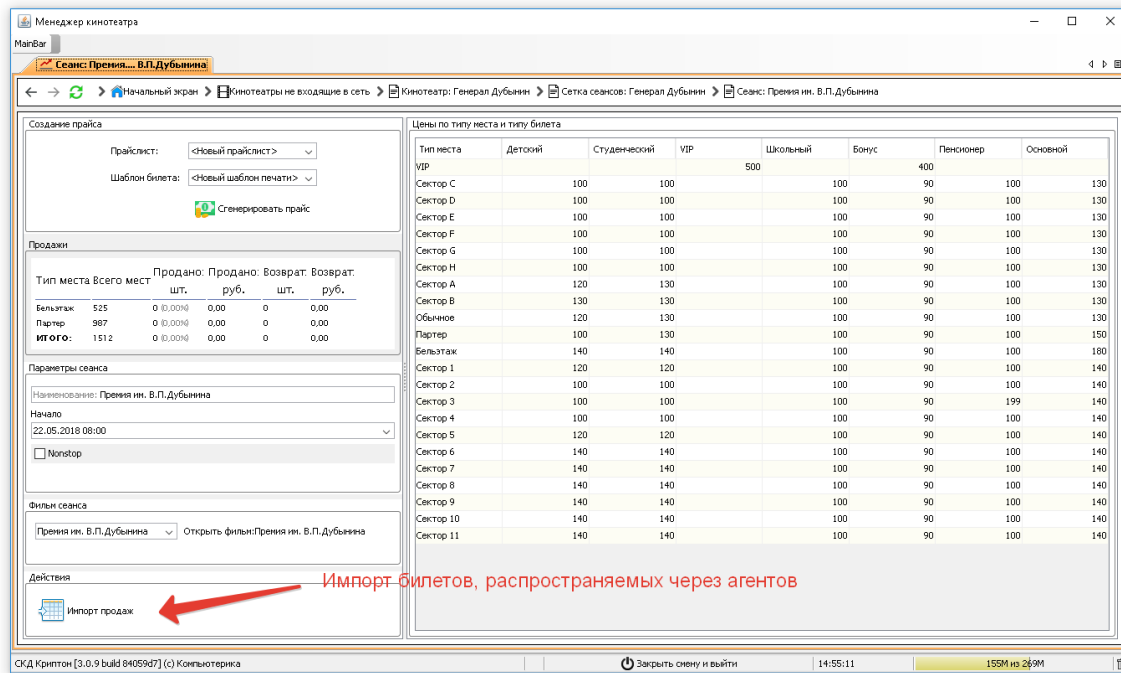 Менеджер кинотеатра
MainBar
Сеанс: Премия.... В.П.Дубынина
Начальный экран Кинотеатры не входящие в сеть Кинотеатр: Генерал Дубынин Сетка сеансов: Генерал Дубынин Сеанс: Премия им. В.П.Дубынина
Создание прайса
Прайслист: <Новый прайслист>
Шаблон билета: <Новый шаблон печати>
Сгенерировать прайс
Продажи
Тип места Всего мест Продано: шт. Продано: руб. Возврат: шт. Возврат: руб.
Бельэтаж 525 0 (0,00%) 0,00 0 0,00
Партер 987 0 (0,00%) 0,00 0 0,00
ИТОГО: 1512 0 (0,00%) 0,00 0 0,00
Параметры сеанса
Наименование: Премия им. В.П.Дубынина
Начало
22.05.2018 08:00
Nonstop
Фильм сеанса
Премия им. В.П.Дубынина Открыть фильм:Премия им. В.П.Дубынина
Действия
Импорт продаж
Импорт билетов, распространяемых через агентов
Цены по типу места и типу билета
Тип места Детский Студенческий VIP Школьный Бонус Пенсионер Основной
VIP 500 400
Сектор C 100 100 100 90 100 130
Сектор D 100 100 100 90 100 130
Сектор E 100 100 100 90 100 130
Сектор F 100 100 100 90 100 130
Сектор G 100 100 100 90 100 130
Сектор H 100 100 100 90 100 130
Сектор A 120 130 100 90 100 130
Сектор B 130 130 100 90 100 130
Обычное 120 130 100 90 100 130
Партер 100 130 100 90 100 150
Бельэтаж 140 140 100 90 100 180
Сектор 1 120 120 100 90 100 140
Сектор 2 100 100 100 90 100 140
Сектор 3 100 100 100 90 199 140
Сектор 4 100 100 100 90 100 140
Сектор 5 120 120 100 90 100 140
Сектор 6 140 140 100 90 100 140
Сектор 7 140 140 100 90 100 140
Сектор 8 140 140 100 90 100 140
Сектор 9 140 140 100 90 100 140
Сектор 10 140 140 100 90 100 140
Сектор 11 140 140 100 90 100 140
СКД Криптон [3.0.9 build 84059d7] (c) Компьютерика Закрыть смену и выйти 14:55:11 155M из 269M